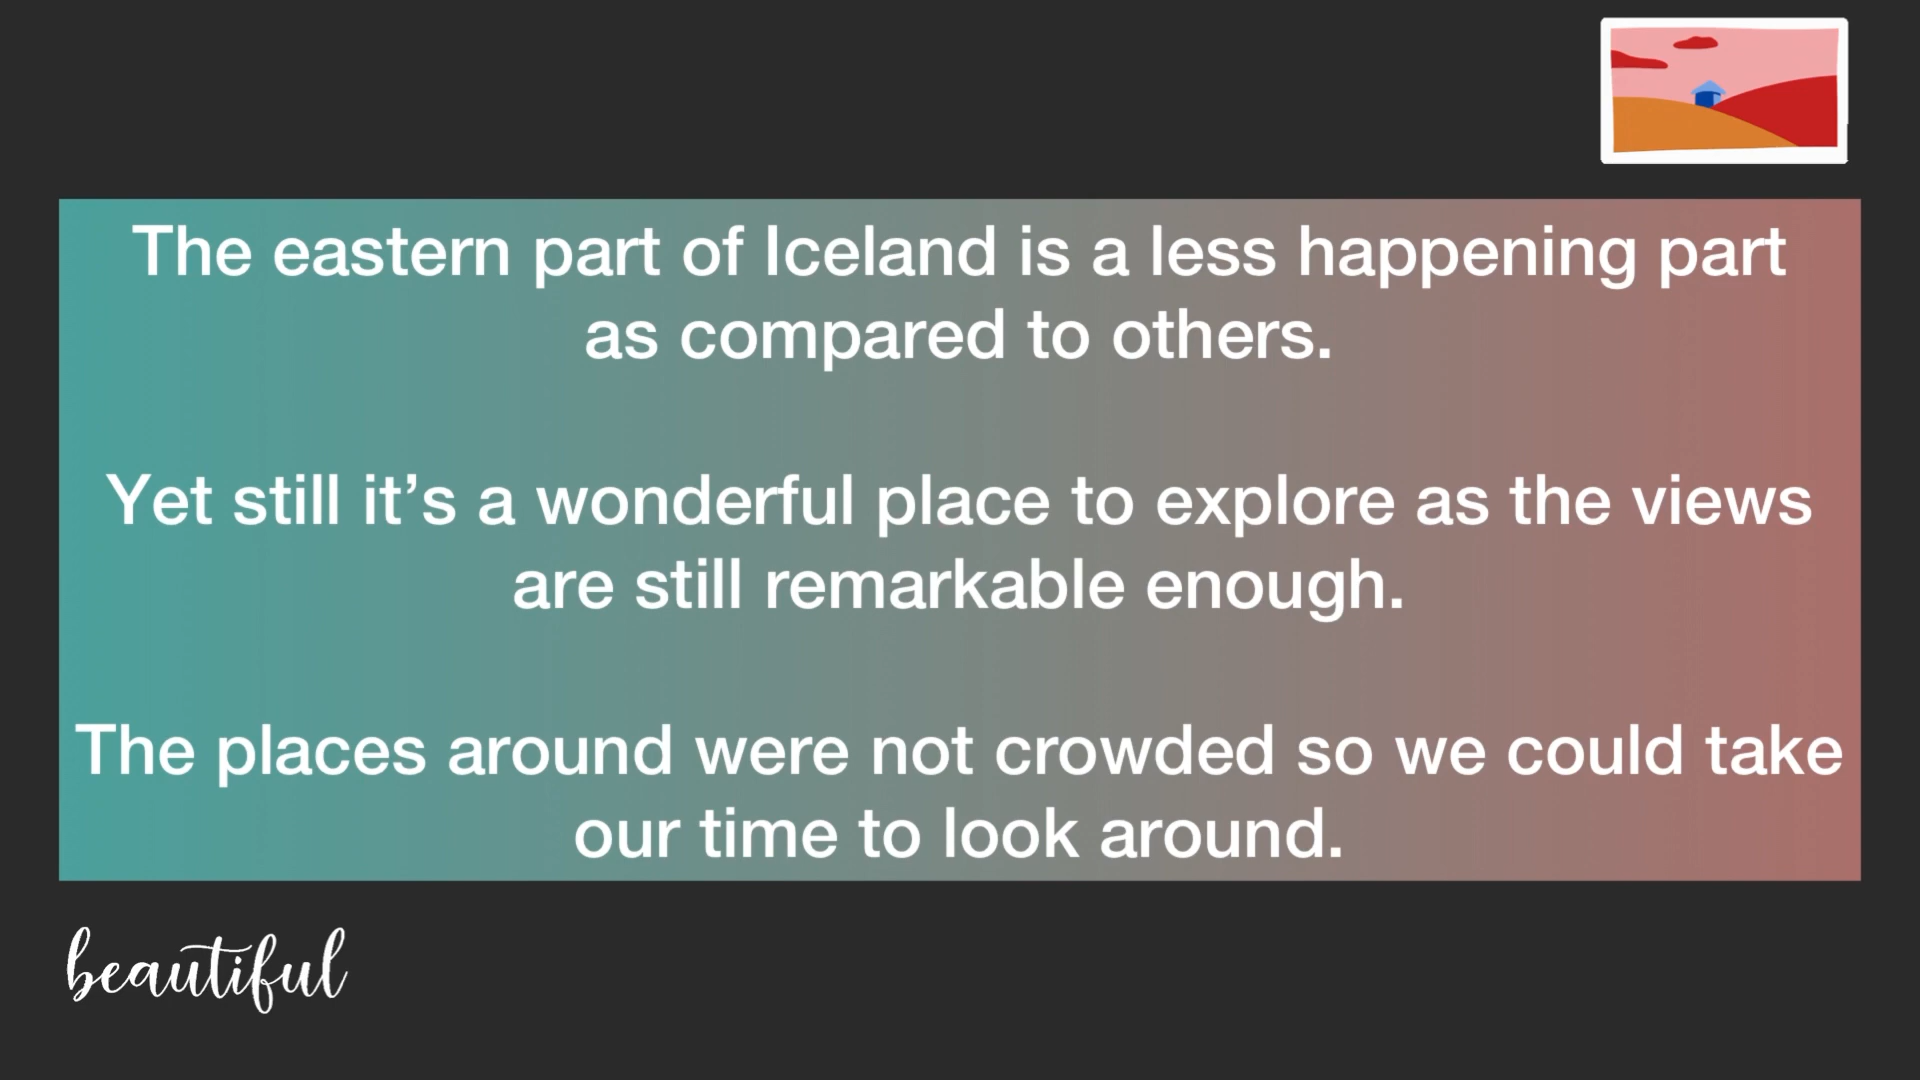 The eastern part of Iceland is a less happening part
as compared to others.
Yet still it’s a wonderful place to explore as the views
are still remarkable enough.
The places around were not crowded so we could take
our time to look around.
beautiful